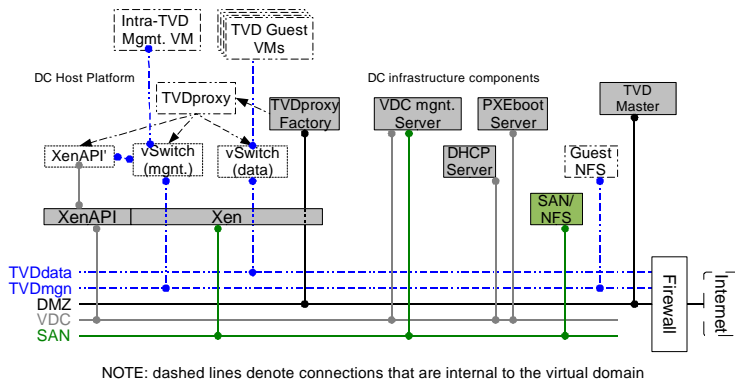 Intra-TVD
Mgmt. VM
TVD Guest
VMs
DC Host Platform
DC infrastructure components
TVDproxy
TVDproxy
Factory
VDC mgnt.
Server
PXEboot
Server
TVD
Master
XenAPI'
vSwitch
(mgnt.)
vSwitch
(data)
DHCP
Server
Guest
NFS
SAN/
NFS
XenAPI
Xen
TVDdata
TVDmgn
DMZ
VDC
SAN
Firewall
Internet
NOTE: dashed lines denote connections that are internal to the virtual domain